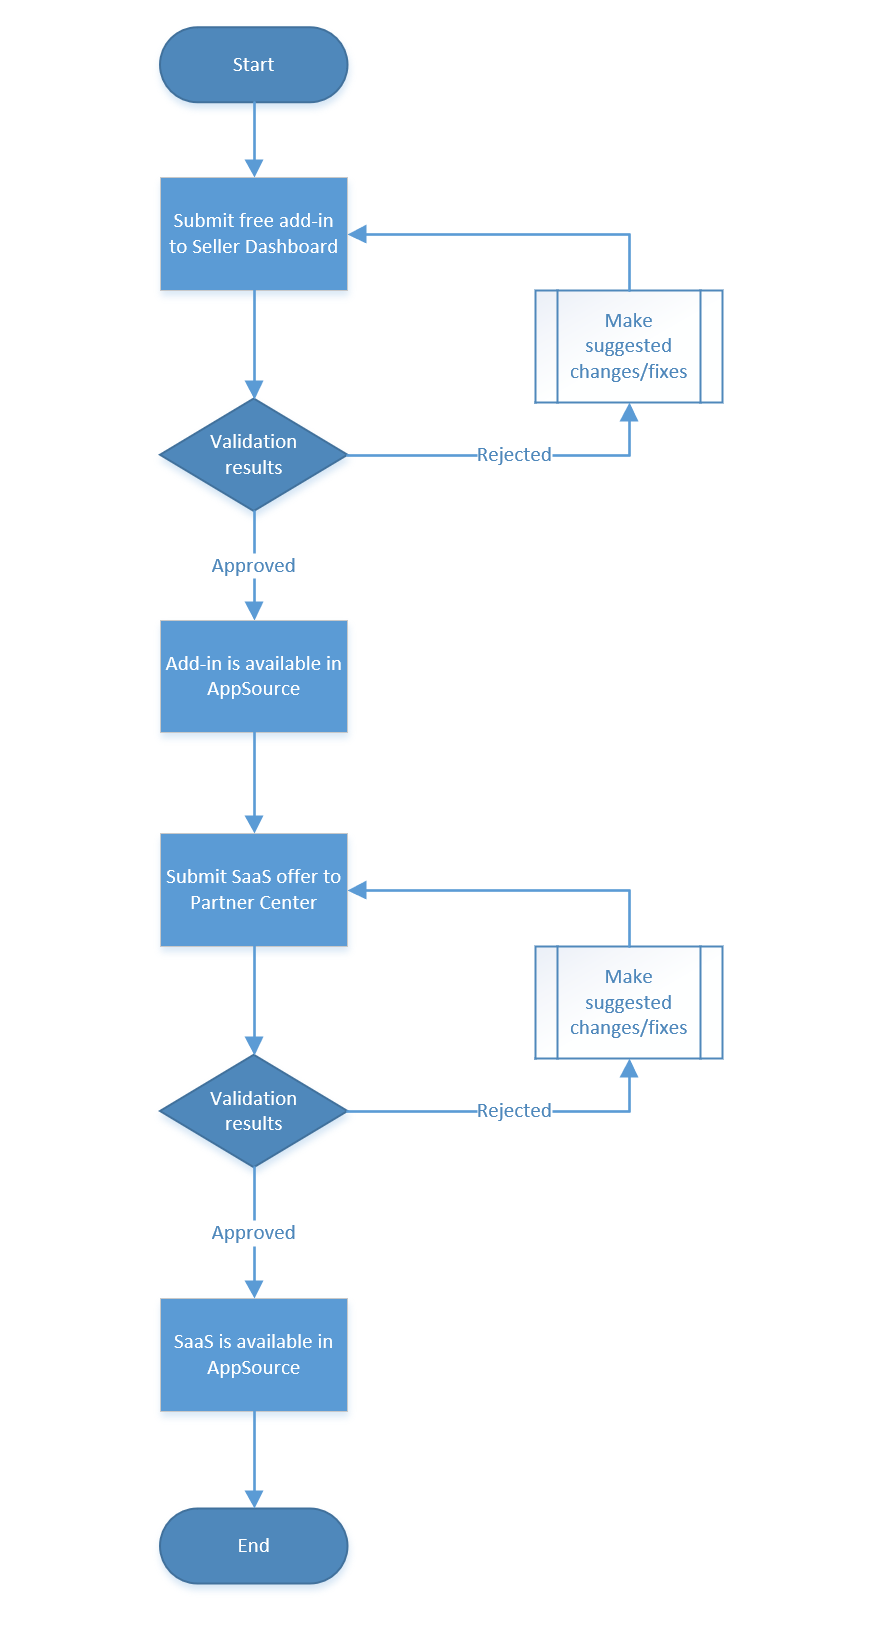 Start
Submit free add-in
to Seller Dashboard
Make
suggested
changes/fixes
Validation
results
Rejected
Approved
Add-in is available in
AppSource
Submit SaaS offer to
Partner Center
Make
suggested
changes/fixes
Validation
results
Rejected
Approved
SaaS is available in
AppSource
End